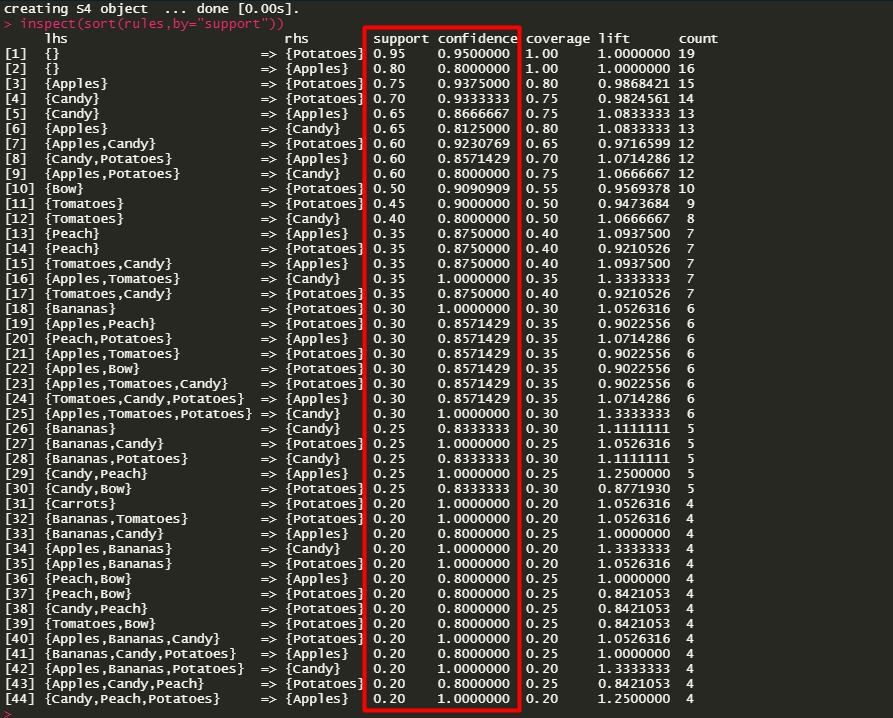 creating S4 object  ... done [0.00s].
> inspect(sort(rules,by="support"))
lhs rhs support confidence coverage lift count
[1] {} => {Potatoes} 0.95 0.9500000 1.00 1.0000000 19
[2] {} => {Apples} 0.80 0.8000000 1.00 1.0000000 16
[3] {Apples} => {Potatoes} 0.75 0.9375000 0.80 0.9868421 15
[4] {Candy} => {Potatoes} 0.70 0.9333333 0.75 0.9824561 14
[5] {Candy} => {Apples} 0.65 0.8666667 0.75 1.0833333 13
[6] {Apples} => {Candy} 0.65 0.8125000 0.80 1.0833333 13
[7] {Apples,Candy} => {Potatoes} 0.60 0.9230769 0.65 0.9716599 12
[8] {Candy,Potatoes} => {Apples} 0.60 0.8571429 0.70 1.0714286 12
[9] {Apples,Potatoes} => {Candy} 0.60 0.8000000 0.75 1.0666667 12
[10] {Bow} => {Potatoes} 0.50 0.9090909 0.55 0.9569378 10
[11] {Tomatoes} => {Potatoes} 0.45 0.9000000 0.50 0.9473684 9
[12] {Tomatoes} => {Candy} 0.40 0.8000000 0.50 1.0666667 8
[13] {Peach} => {Apples} 0.35 0.8750000 0.40 1.0937500 7
[14] {Peach} => {Potatoes} 0.35 0.8750000 0.40 0.9210526 7
[15] {Tomatoes,Candy} => {Apples} 0.35 0.8750000 0.40 1.0937500 7
[16] {Apples,Tomatoes} => {Candy} 0.35 1.0000000 0.35 1.3333333 7
[17] {Tomatoes,Candy} => {Potatoes} 0.35 0.8750000 0.40 0.9210526 7
[18] {Bananas} => {Potatoes} 0.30 1.0000000 0.30 1.0526316 6
[19] {Apples,Peach} => {Potatoes} 0.30 0.8571429 0.35 0.9022556 6
[20] {Peach,Potatoes} => {Apples} 0.30 0.8571429 0.35 1.0714286 6
[21] {Apples,Tomatoes} => {Potatoes} 0.30 0.8571429 0.35 0.9022556 6
[22] {Apples,Bow} => {Potatoes} 0.30 0.8571429 0.35 0.9022556 6
[23] {Apples,Tomatoes,Candy} => {Potatoes} 0.30 0.8571429 0.35 0.9022556 6
[24] {Tomatoes,Candy,Potatoes} => {Apples} 0.30 0.8571429 0.35 1.0714286 6
[25] {Apples,Tomatoes,Potatoes} => {Candy} 0.30 1.0000000 0.30 1.3333333 6
[26] {Bananas} => {Candy} 0.25 0.8333333 0.30 1.1111111 5
[27] {Bananas,Candy} => {Potatoes} 0.25 1.0000000 0.25 1.0526316 5
[28] {Bananas,Potatoes} => {Candy} 0.25 0.8333333 0.30 1.1111111 5
[29] {Candy,Peach} => {Apples} 0.25 1.0000000 0.25 1.2500000 5
[30] {Candy,Bow} => {Potatoes} 0.25 0.8333333 0.30 0.8771930 5
[31] {Carrots} => {Potatoes} 0.20 1.0000000 0.20 1.0526316 4
[32] {Bananas,Tomatoes} => {Potatoes} 0.20 1.0000000 0.20 1.0526316 4
[33] {Bananas,Candy} => {Apples} 0.20 0.8000000 0.25 1.0000000 4
[34] {Apples,Bananas} => {Candy} 0.20 1.0000000 0.20 1.3333333 4
[35] {Apples,Bananas} => {Potatoes} 0.20 1.0000000 0.20 1.0526316 4
[36] {Peach,Bow} => {Apples} 0.20 0.8000000 0.25 1.0000000 4
[37] {Peach,Bow} => {Potatoes} 0.20 0.8000000 0.25 0.8421053 4
[38] {Candy,Peach} => {Potatoes} 0.20 0.8000000 0.25 0.8421053 4
[39] {Tomatoes,Bow} => {Potatoes} 0.20 0.8000000 0.25 0.8421053 4
[40] {Apples,Bananas,Candy} => {Potatoes} 0.20 1.0000000 0.20 1.0526316 4
[41] {Bananas,Candy,Potatoes} => {Apples} 0.20 0.8000000 0.25 1.0000000 4
[42] {Apples,Bananas,Potatoes} => {Candy} 0.20 1.0000000 0.20 1.3333333 4
[43] {Apples,Candy,Peach} => {Potatoes} 0.20 0.8000000 0.25 0.8421053 4
[44] {Candy,Peach,Potatoes} => {Apples} 0.20 1.0000000 0.20 1.2500000 4
>